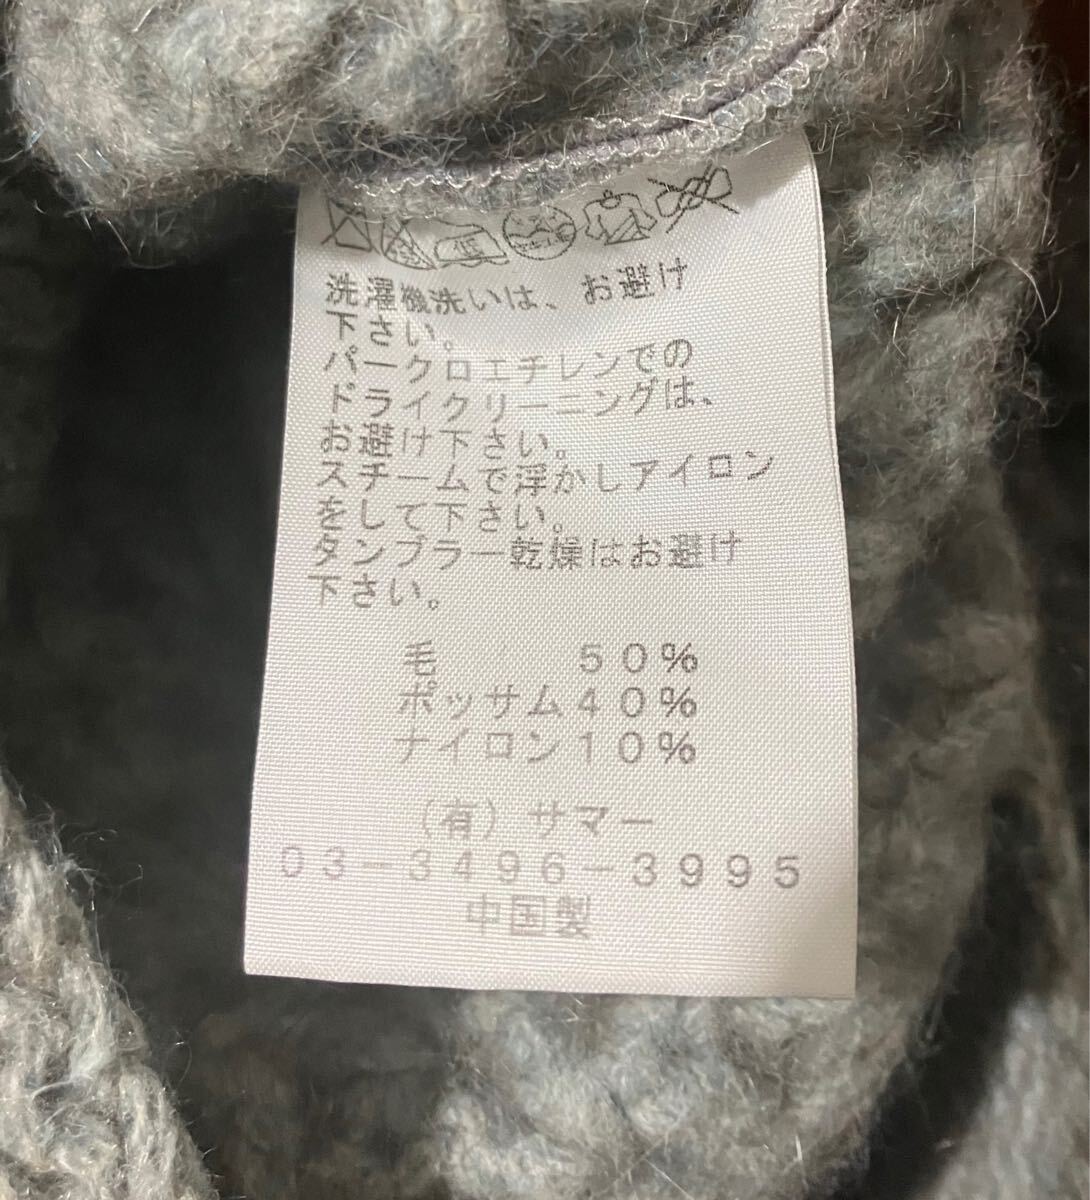 低
洗濯機洗いは、お避け
下さい。
パークロエチレンでの
ドライクリーニングは、
お避け下さい。
スチームで浮かしアイロン
をして下さい。
タンブラー乾燥はお避け
下さい。
毛 50%
ポッサム40%
ナイロン10%
（有）サマー
03-3496-3995
中国製